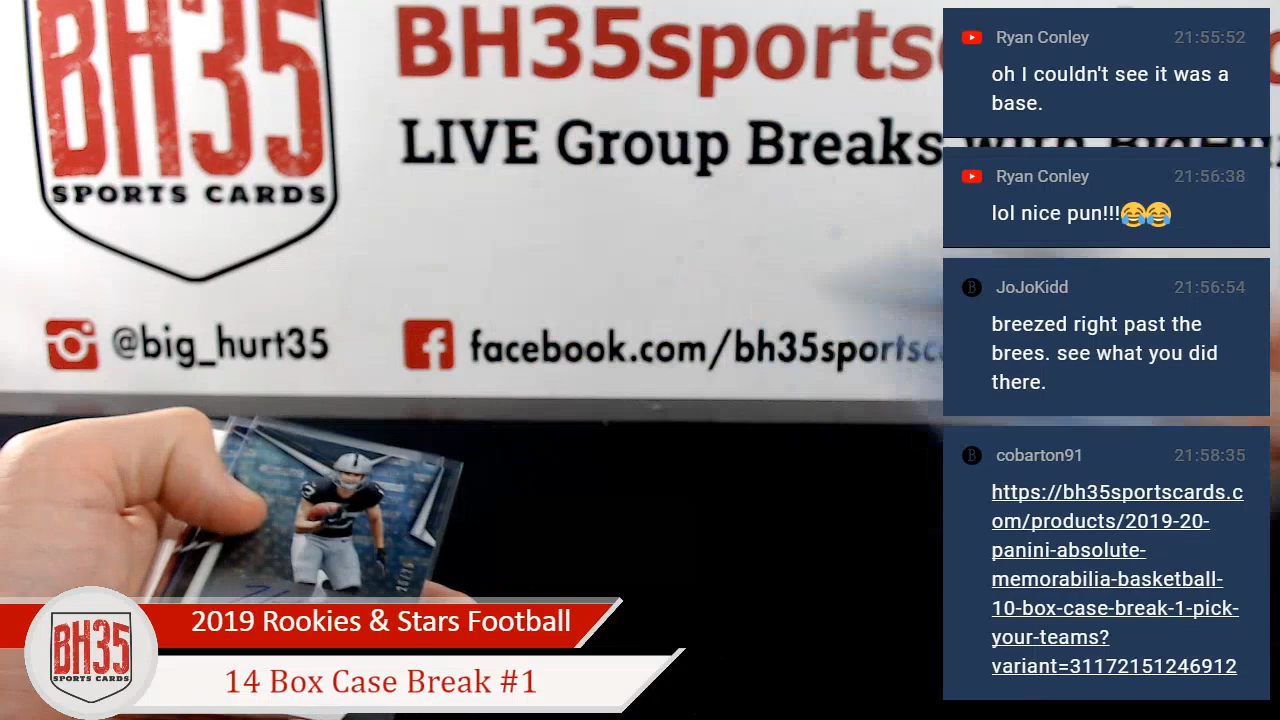 BH35
SPORTS CARDS
BH35sports
LIVE Group Breaks with
@big_hurt35
facebook.com/bh35sportsc
Ryan Conley 21:55:52
oh I couldn't see it was a
base.
Ryan Conley 21:56:38
lol nice pun!!!😂😂
JoJoKidd 21:56:54
breezed right past the
brees. see what you did
there.
cobarton91 21:58:35
https://bh35sportscards.c
om/products/2019-20-
panini-absolute-
memorabilia-basketball-
10-box-case-break-1-pick-
your-teams?
variant=31172151246912
BH35
SPORTS CARDS
2019 Rookies & Stars Football
14 Box Case Break #1